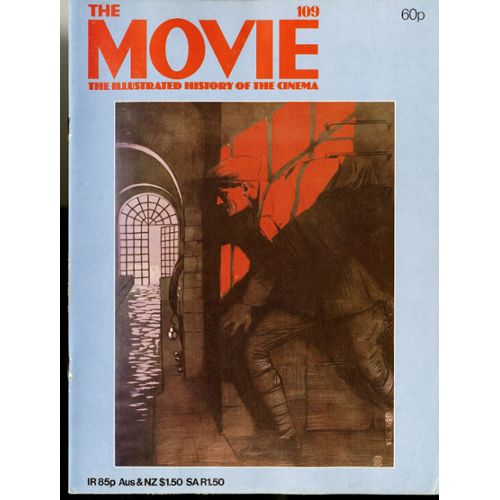 THE
109
60p
MOVIE
THE ILLUSTRATED HISTORY OF THE CINEMA
IR 85p Aus & NZ $1.50 SA R1.50